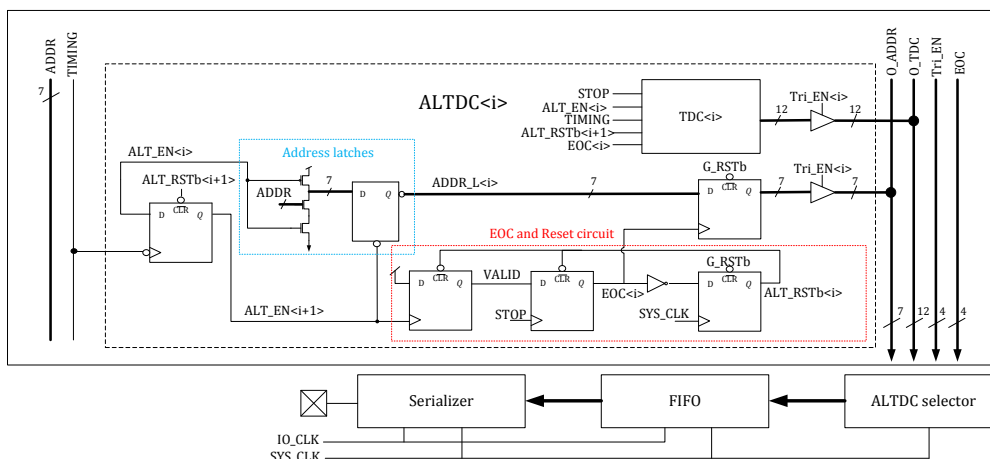 ADDR
TIMING
7
ALTDC<i>
STOP
ALT_EN<i>
TIMING
ALT_RSTb<i+1>
EOC<i>
TDC<i>
12
Tri_EN<i>
12
O_ADDR
O_TDC
Tri_EN
EOC
ALT_EN<i>
ALT_RSTb<i+1>
D CLR Q
Address latches
ADDR
7
D Q
ADDR_L<i>
7
G_RSTb
D CLR Q
7
Tri_EN<i>
7
EOC and Reset circuit
ALT_EN<i+1>
D CLR Q
VALID
STOP
D CLR Q
EOC<i>
SYS_CLK
G_RSTb
D CLR Q
ALT_RSTb<i>
7
12
4
4
Serializer
FIFO
ALTDC selector
IO_CLK
SYS_CLK